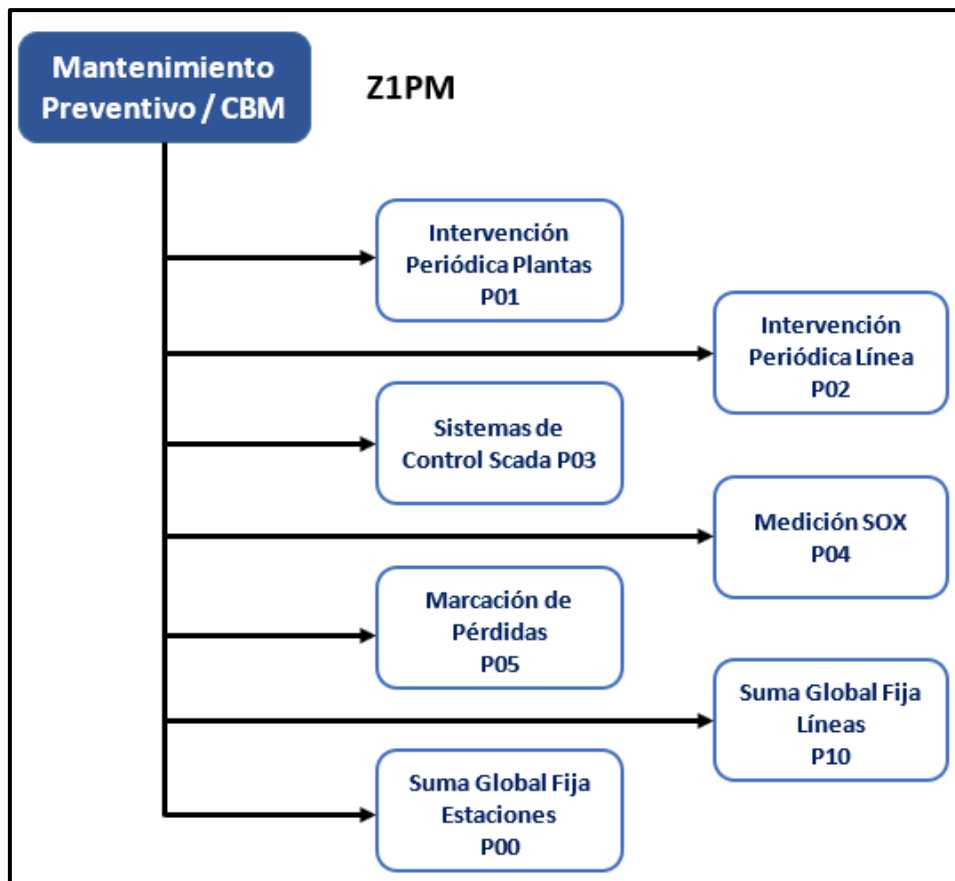 Mantenimiento
Preventivo / CBM
Z1PM
Intervención
Periódica Plantas
P01
Intervención
Periódica Línea
P02
Sistemas de
Control Scada P03
Medición SOX
P04
Marcación de
Pérdidas
P05
Suma Global Fija
Líneas
P10
Suma Global Fija
Estaciones
P00